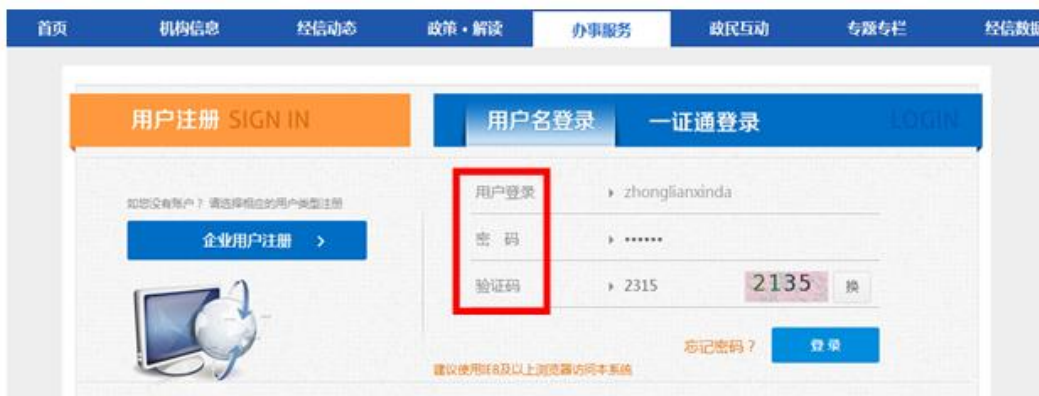 首页 机构信息 经信动态 政策·解读 办事服务 政民互动 专题专栏 经信数据
用户注册 SIGN IN
用户名登录 一证通登录 LOGIN
如您没有账户？请选择相应的用户类型注册
企业用户注册 >
用户登录 zhonglianxinda
密 码 ••••••
验证码 2315 2135 换
忘记密码？ 登录
建议使用IE8及以上浏览器访问本系统